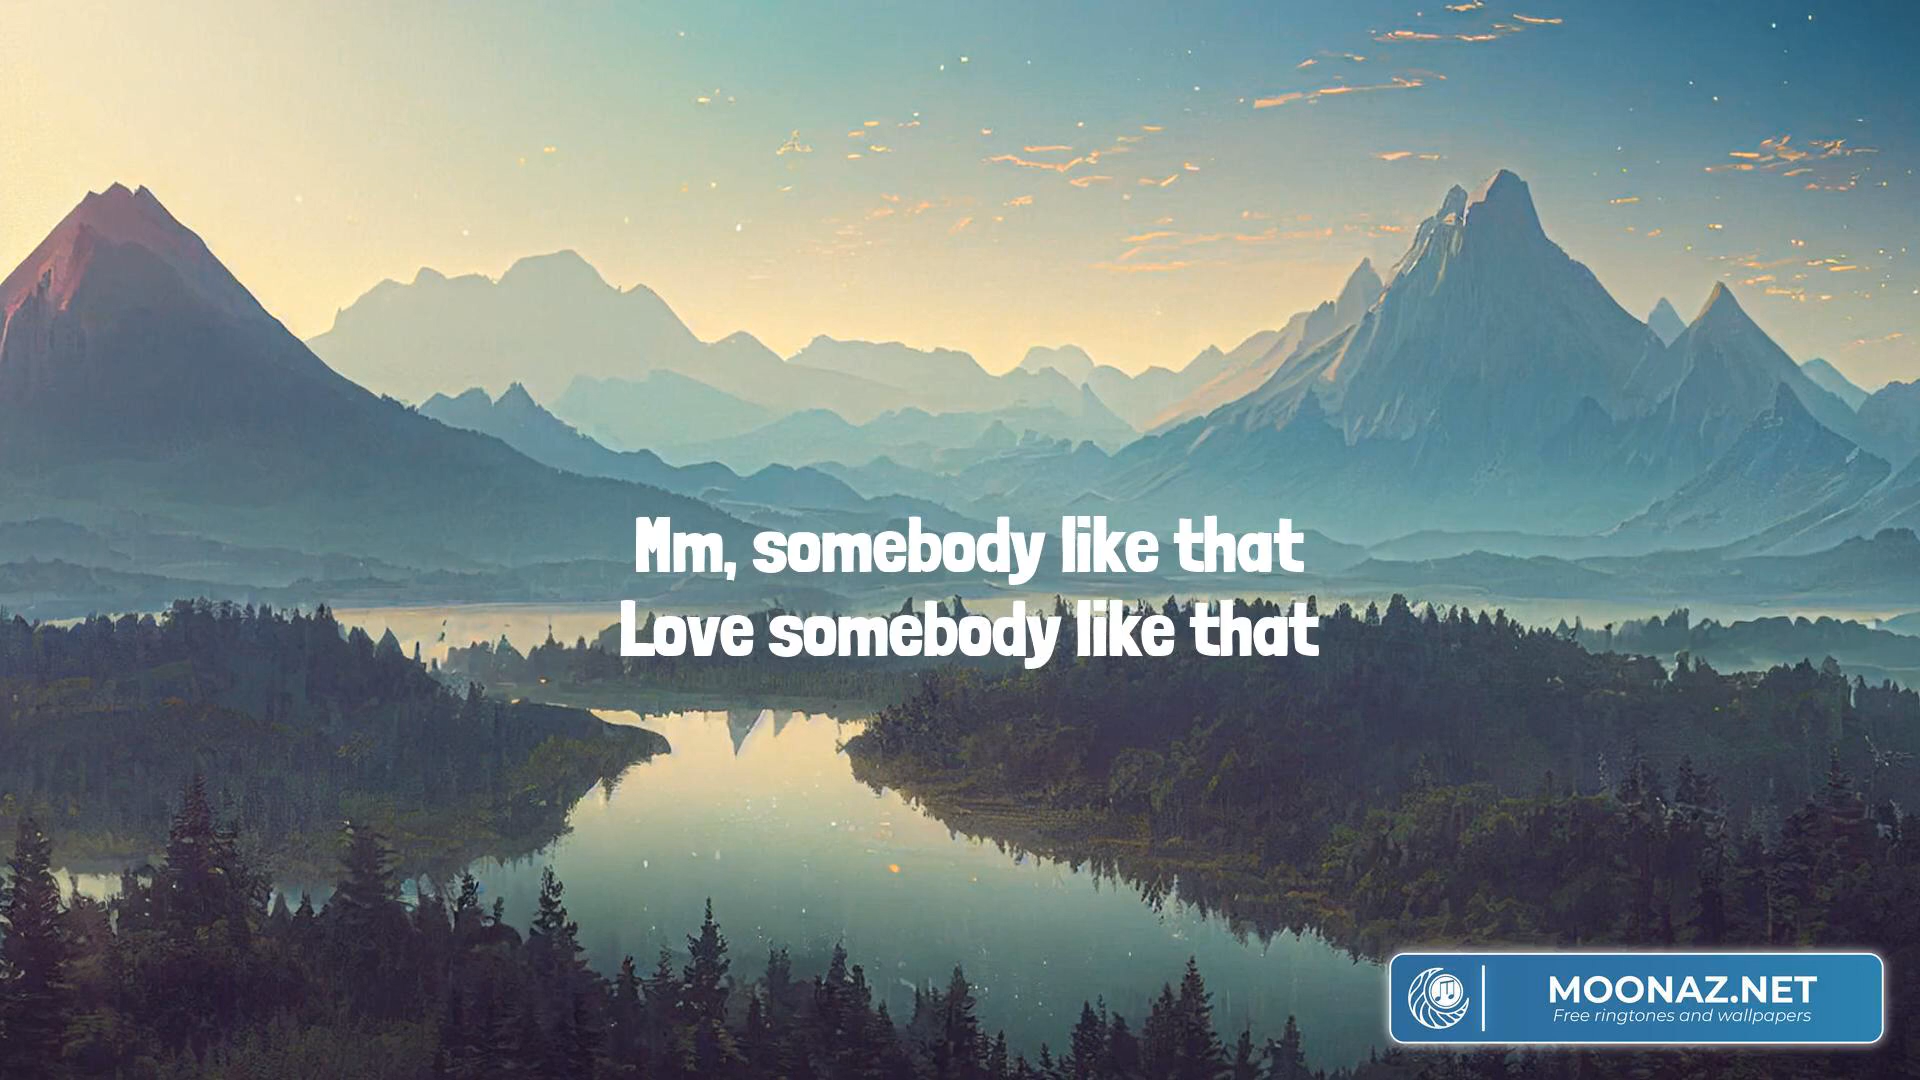 Mm, somebody like that
Love somebody like that
MOONAZ.NET
Free ringtones and wallpapers